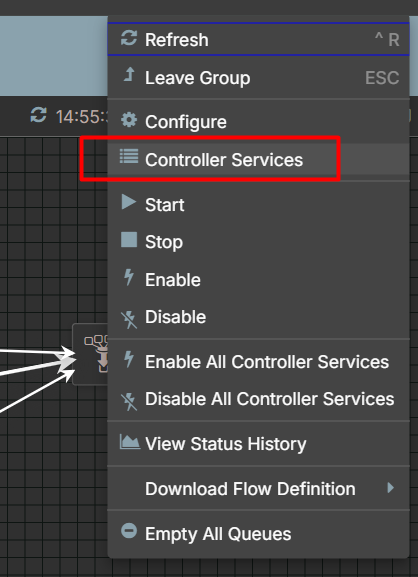 Refresh ^ R
Leave Group ESC
14:55:
Configure
Controller Services
Start
Stop
Enable
Disable
Enable All Controller Services
Disable All Controller Services
View Status History
Download Flow Definition
Empty All Queues